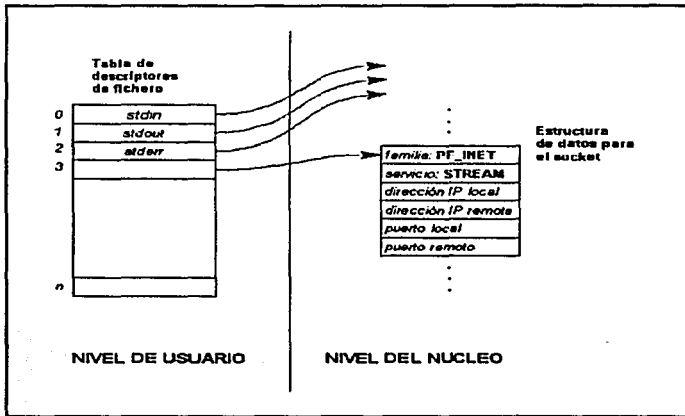 Tabla de
descriptores
de fichero
0 stdin
1 stdout
2 stderr
3
n
Estructura
de datos para
el socket
familia: PF_INET
servicio: STREAM
dirección IP local
dirección IP remota
puerto local
puerto remoto
NIVEL DE USUARIO
NIVEL DEL NUCLEO